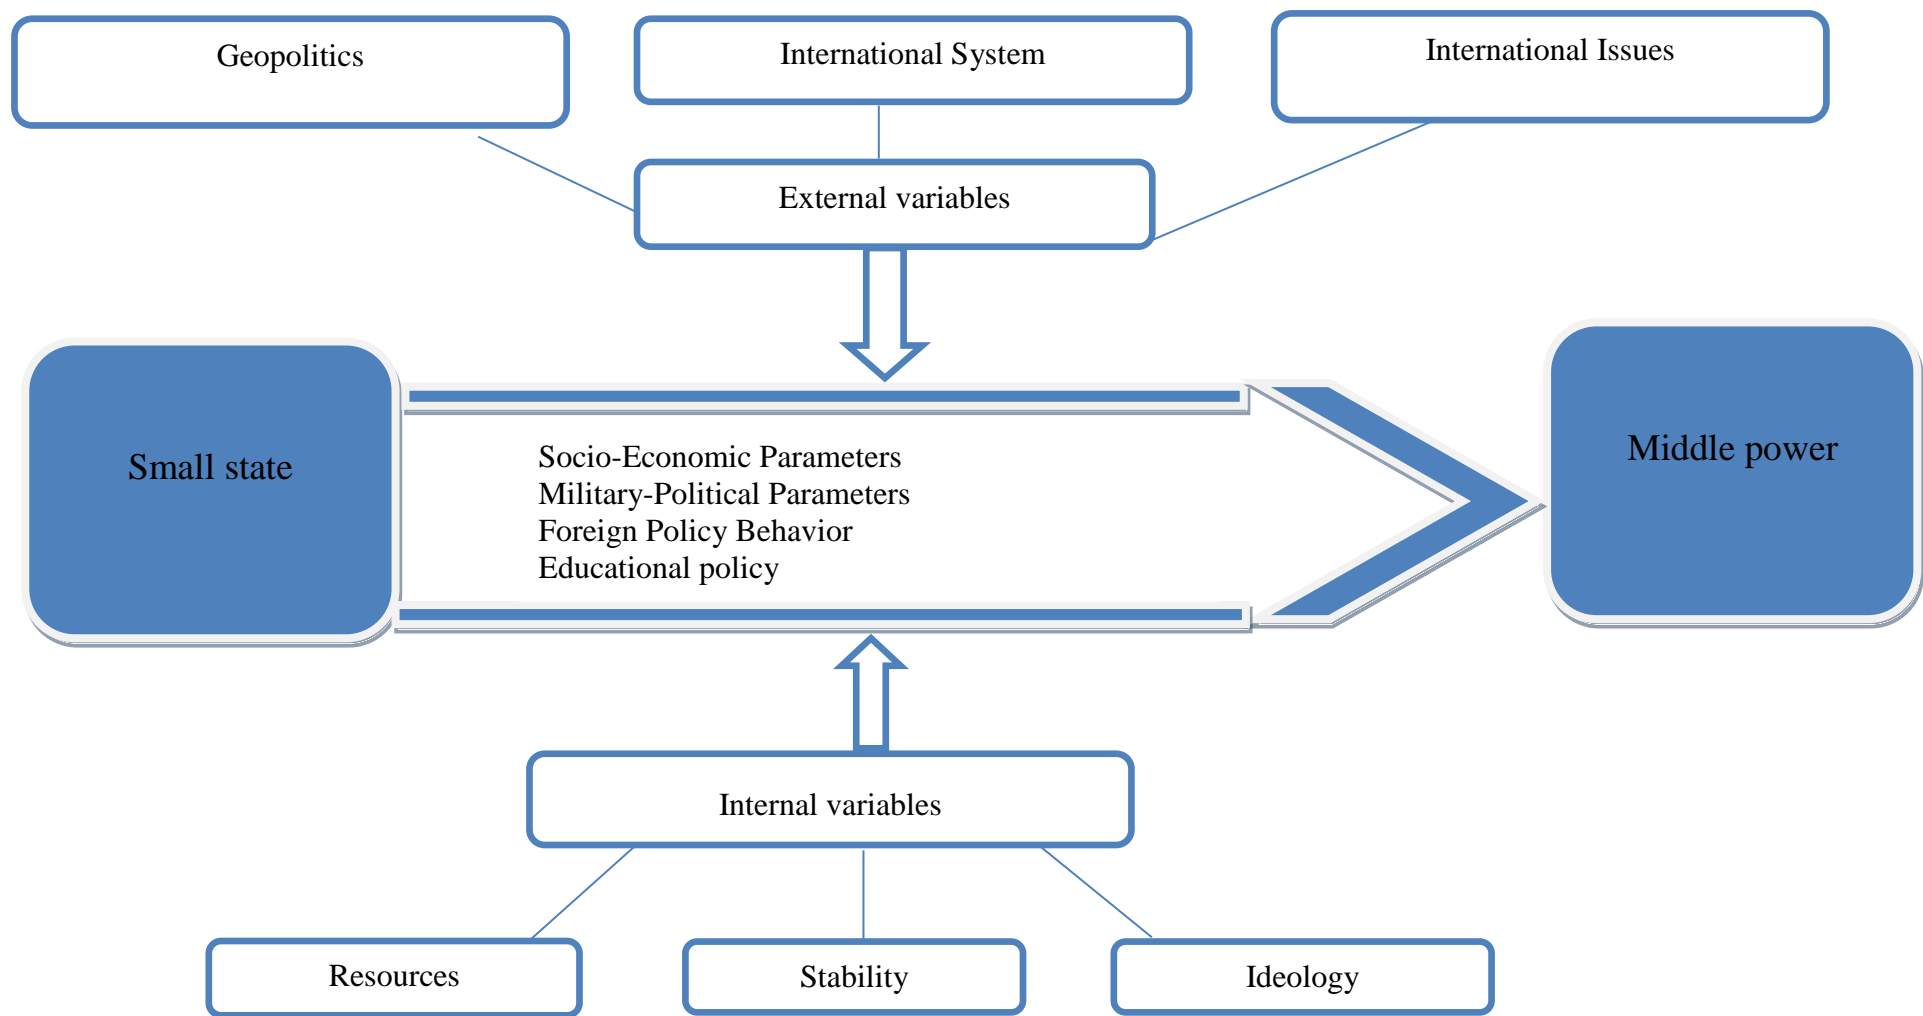 Geopolitics
International System
International Issues
External variables
Small state
Socio-Economic Parameters
Military-Political Parameters
Foreign Policy Behavior
Educational policy
Middle power
Internal variables
Resources
Stability
Ideology